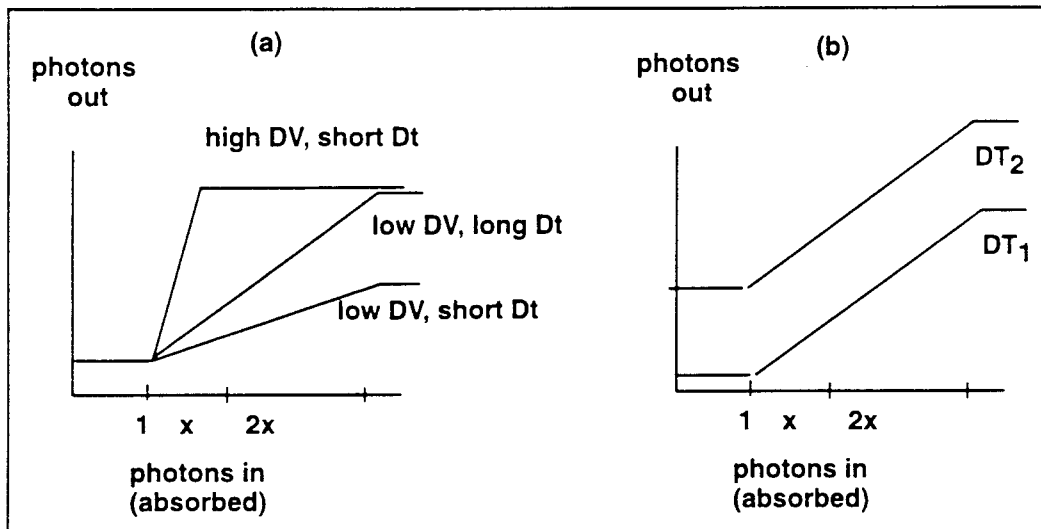 (a)
photons
out
high DV, short Dt
low DV, long Dt
low DV, short Dt
1 x 2x
photons in
(absorbed)
(b)
photons
out
DT2
DT1
1 x 2x
photons in
(absorbed)